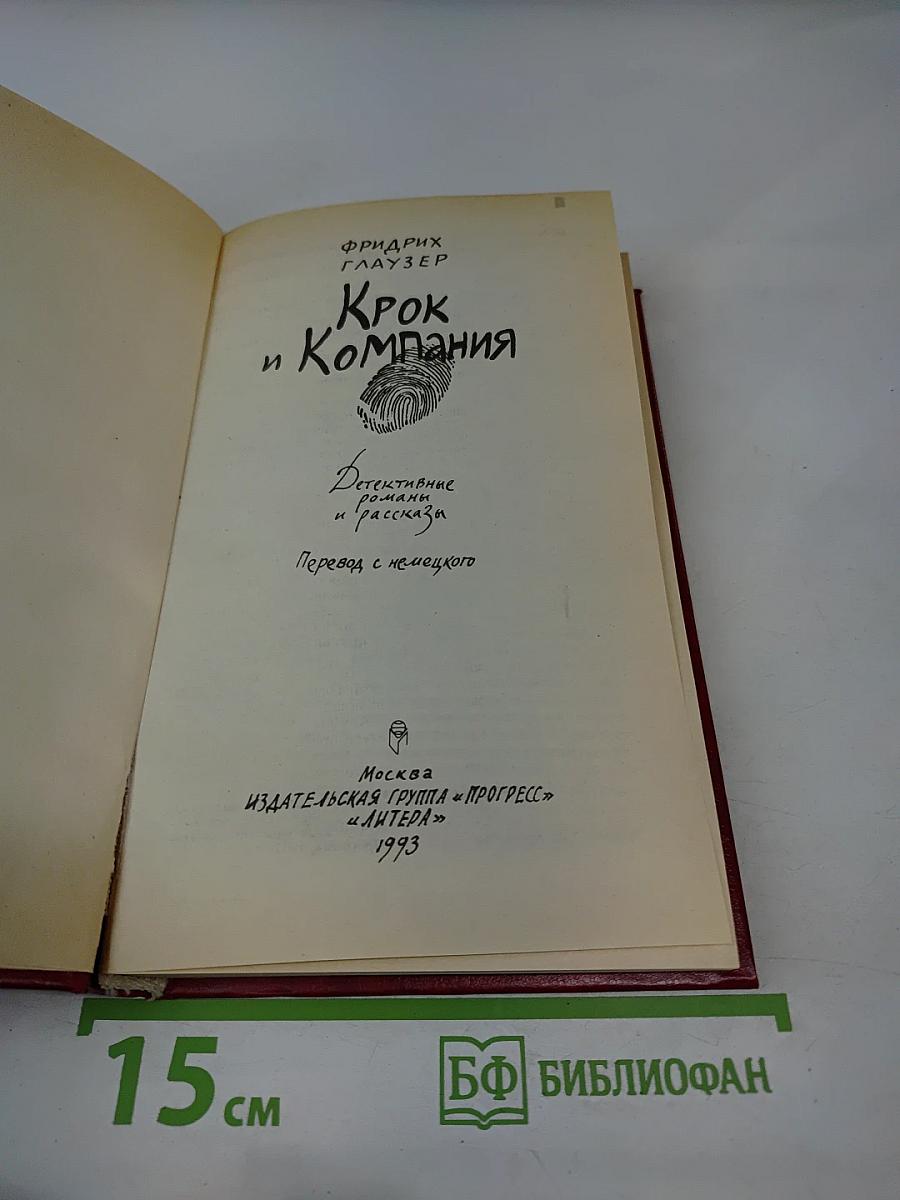 ФРИДРИХ
ГЛАУЗЕР
КРОК
и КОМПАНИЯ
Детективные
романы
и рассказы
Перевод с немецкого
Москва
ИЗДАТЕЛЬСКАЯ ГРУППА «ПРОГРЕСС»
«ЛИТЕРА»
1993
15 см
БФ БИБЛИОФАН